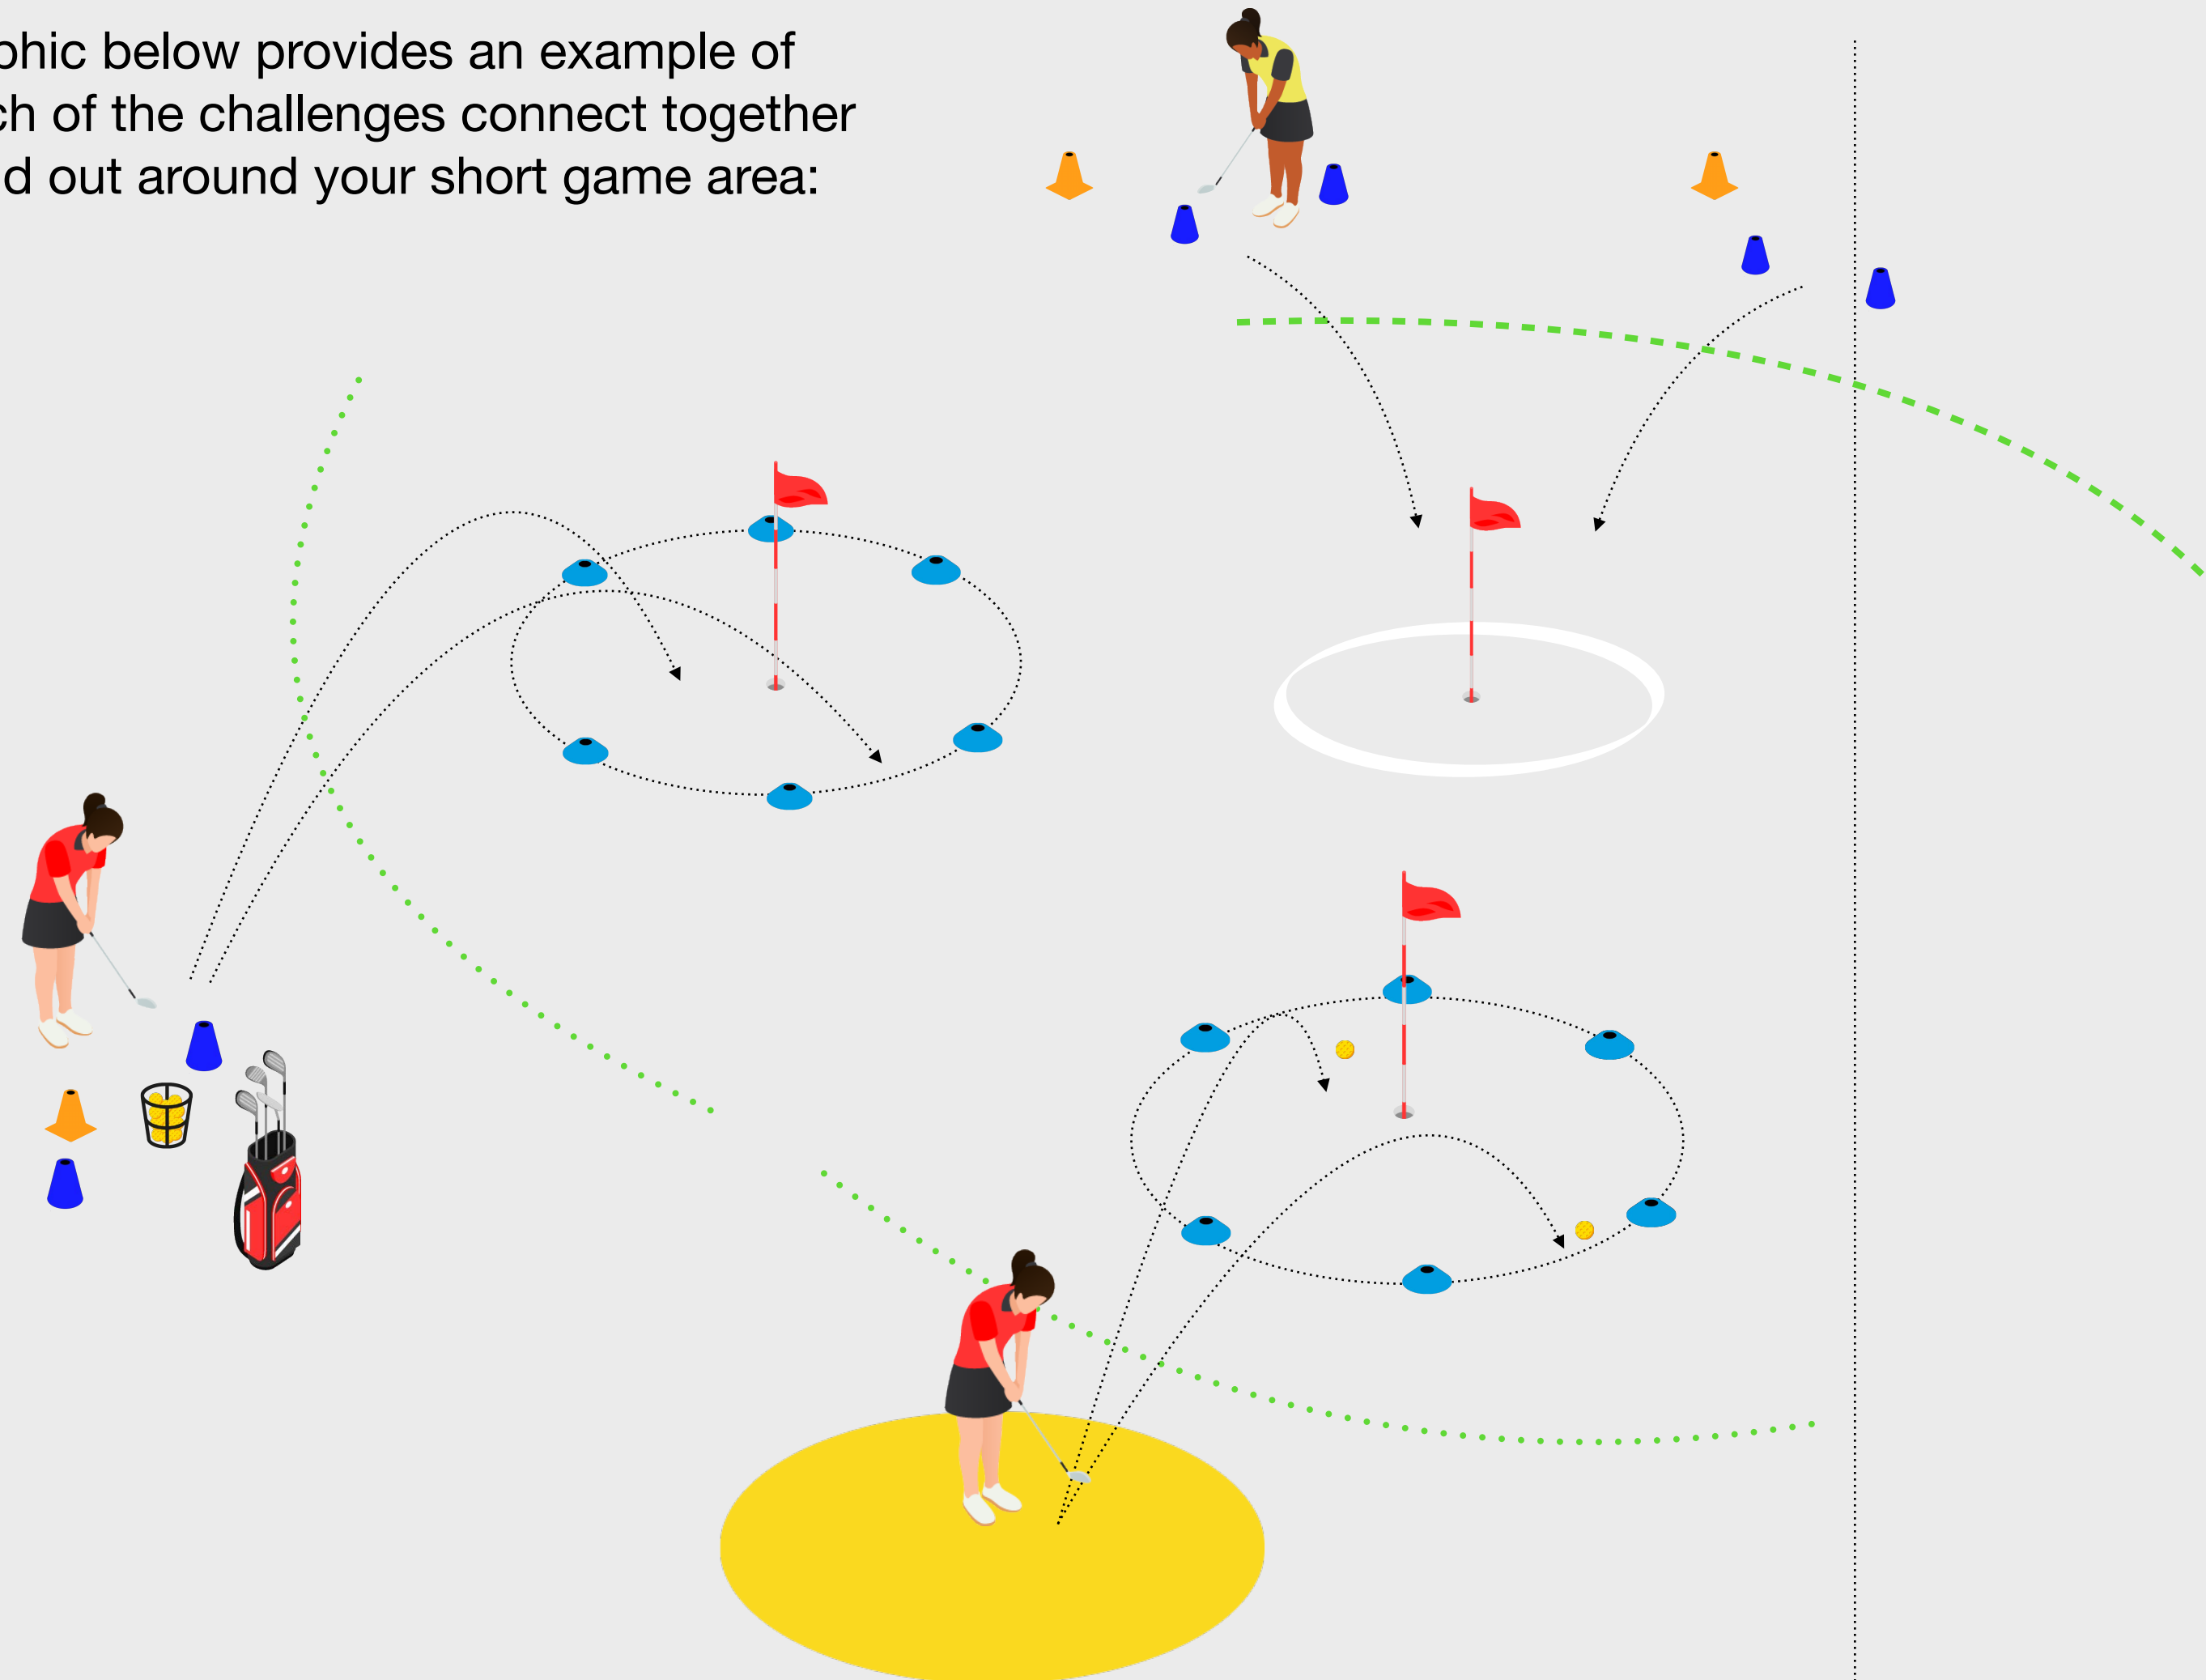 phic below provides an example of
ch of the challenges connect together
d out around your short game area: